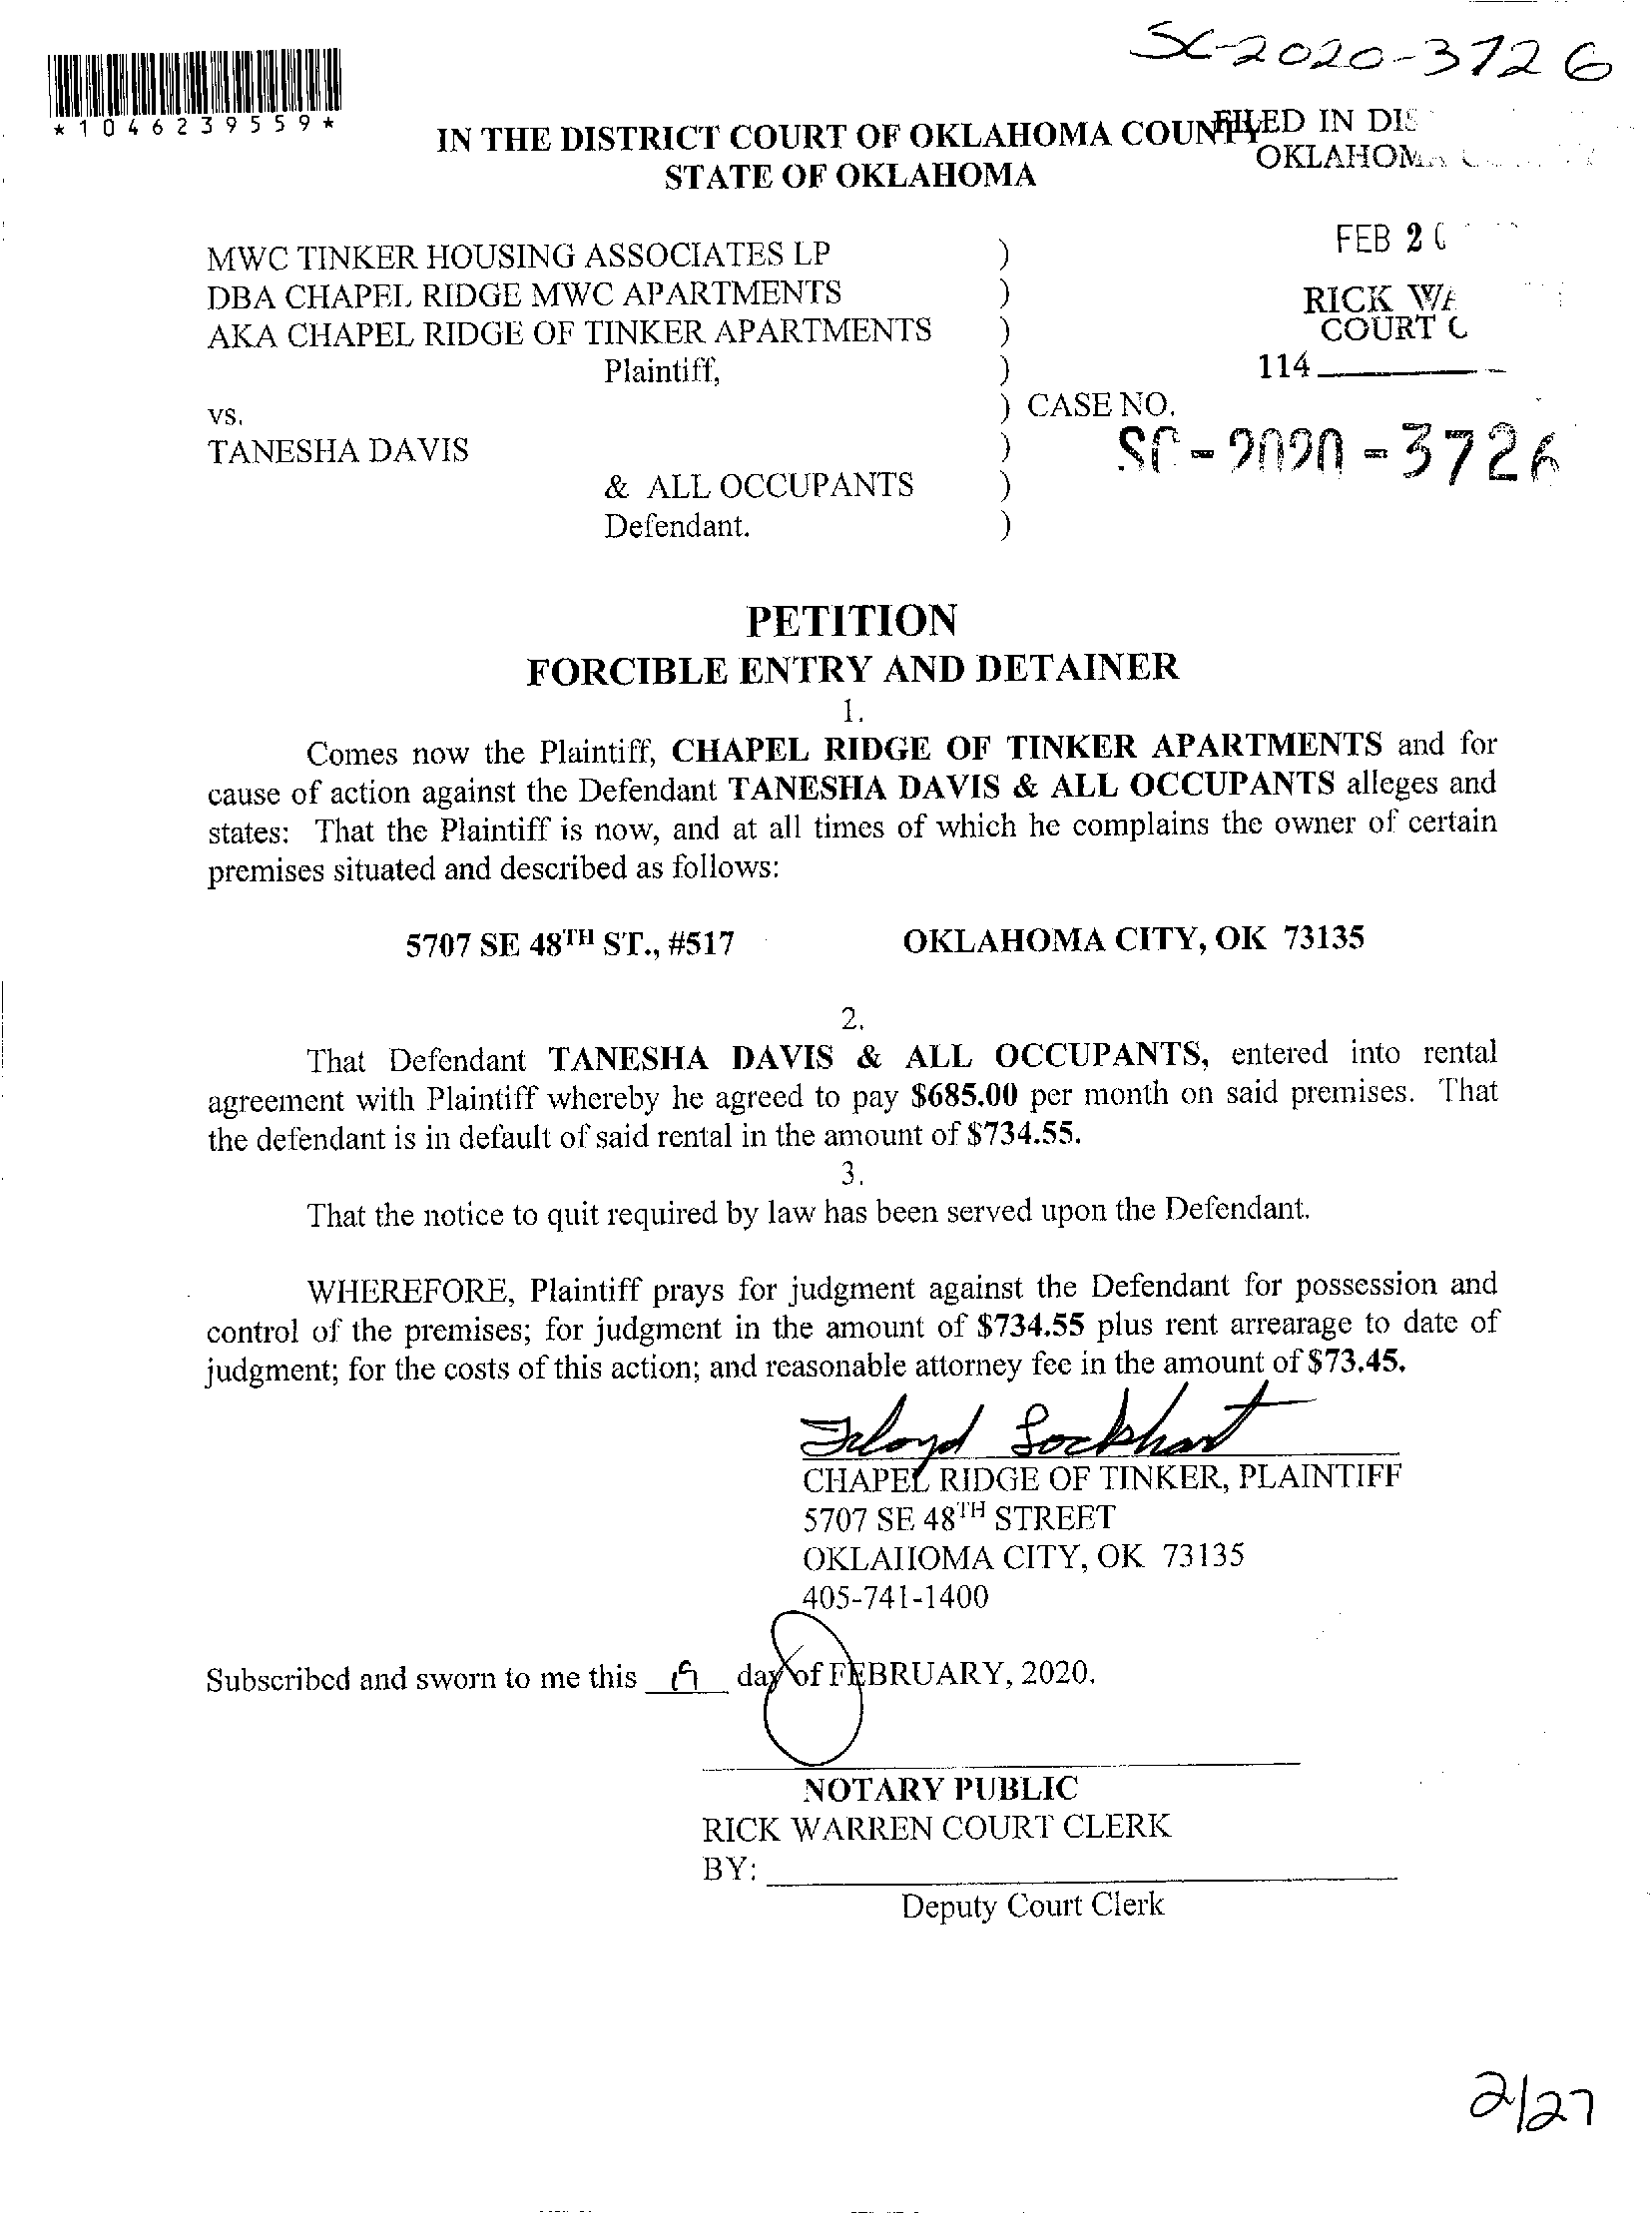 SC-2020-3726
*1046239559*
IN THE DISTRICT COURT OF OKLAHOMA COUNTY
STATE OF OKLAHOMA
FILED IN DIS
OKLAHOMA
FEB 2
RICK WA
COURT C
114
MWC TINKER HOUSING ASSOCIATES LP )
DBA CHAPEL RIDGE MWC APARTMENTS )
AKA CHAPEL RIDGE OF TINKER APARTMENTS )
Plaintiff, )
vs. ) CASE NO.
TANESHA DAVIS ) SC-2020-3726
& ALL OCCUPANTS )
Defendant. )
PETITION
FORCIBLE ENTRY AND DETAINER
1.
Comes now the Plaintiff, CHAPEL RIDGE OF TINKER APARTMENTS and for
cause of action against the Defendant TANESHA DAVIS & ALL OCCUPANTS alleges and
states: That the Plaintiff is now, and at all times of which he complains the owner of certain
premises situated and described as follows:
5707 SE 48TH ST., #517 OKLAHOMA CITY, OK 73135
2.
That Defendant TANESHA DAVIS & ALL OCCUPANTS, entered into rental
agreement with Plaintiff whereby he agreed to pay $685.00 per month on said premises. That
the defendant is in default of said rental in the amount of $734.55.
3.
That the notice to quit required by law has been served upon the Defendant.
WHEREFORE, Plaintiff prays for judgment against the Defendant for possession and
control of the premises; for judgment in the amount of $734.55 plus rent arrearage to date of
judgment; for the costs of this action; and reasonable attorney fee in the amount of $73.45.
Floyd Lockhart
CHAPEL RIDGE OF TINKER, PLAINTIFF
5707 SE 48TH STREET
OKLAHOMA CITY, OK 73135
405-741-1400
Subscribed and sworn to me this 19 day of FEBRUARY, 2020.
NOTARY PUBLIC
RICK WARREN COURT CLERK
BY:
Deputy Court Clerk
2/27